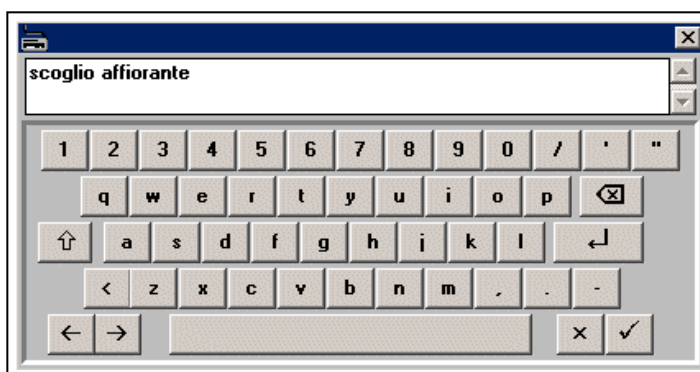 scoglio affiorante
1 2 3 4 5 6 7 8 9 0 / ' "
q w e r t y u i o p
a s d f g h j k l
< z x c v b n m , . -